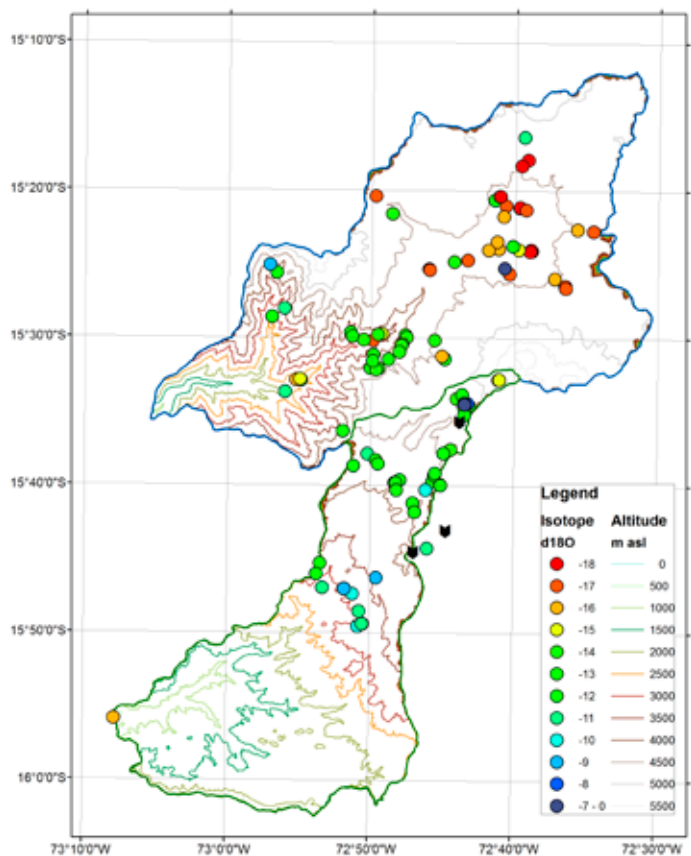 15°10'0"S
15°20'0"S
15°30'0"S
15°40'0"S
15°50'0"S
16°0'0"S
73°10'0"W 73°0'0"W 72°50'0"W 72°40'0"W 72°30'0"W
Legend
Isotope Altitude
d18O m asl
-18 0
-17 500
-16 1000
-15 1500
-14 2000
-13 2500
-12 3000
-11 3500
-10 4000
-9 4500
-8 5000
-7 - 0 5500